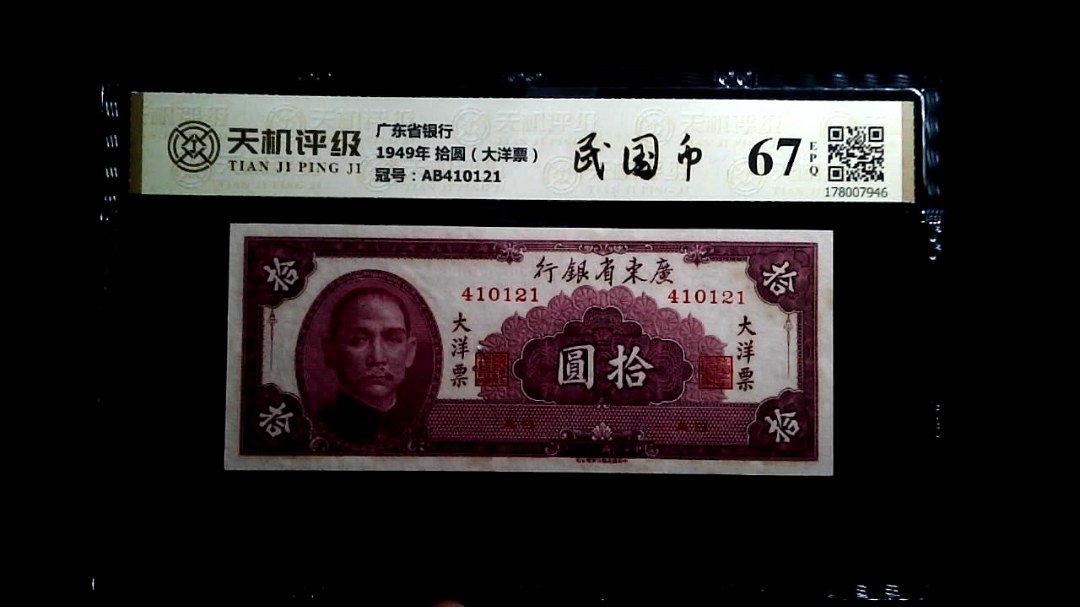 天机评级
TIAN JI PING JI
广东省银行
1949年 拾圆（大洋票）
冠号：AB410121
民国币
67
EPQ
178007946
拾
行銀省東廣
拾
410121
410121
大洋票
大洋票
圓拾
拾
拾